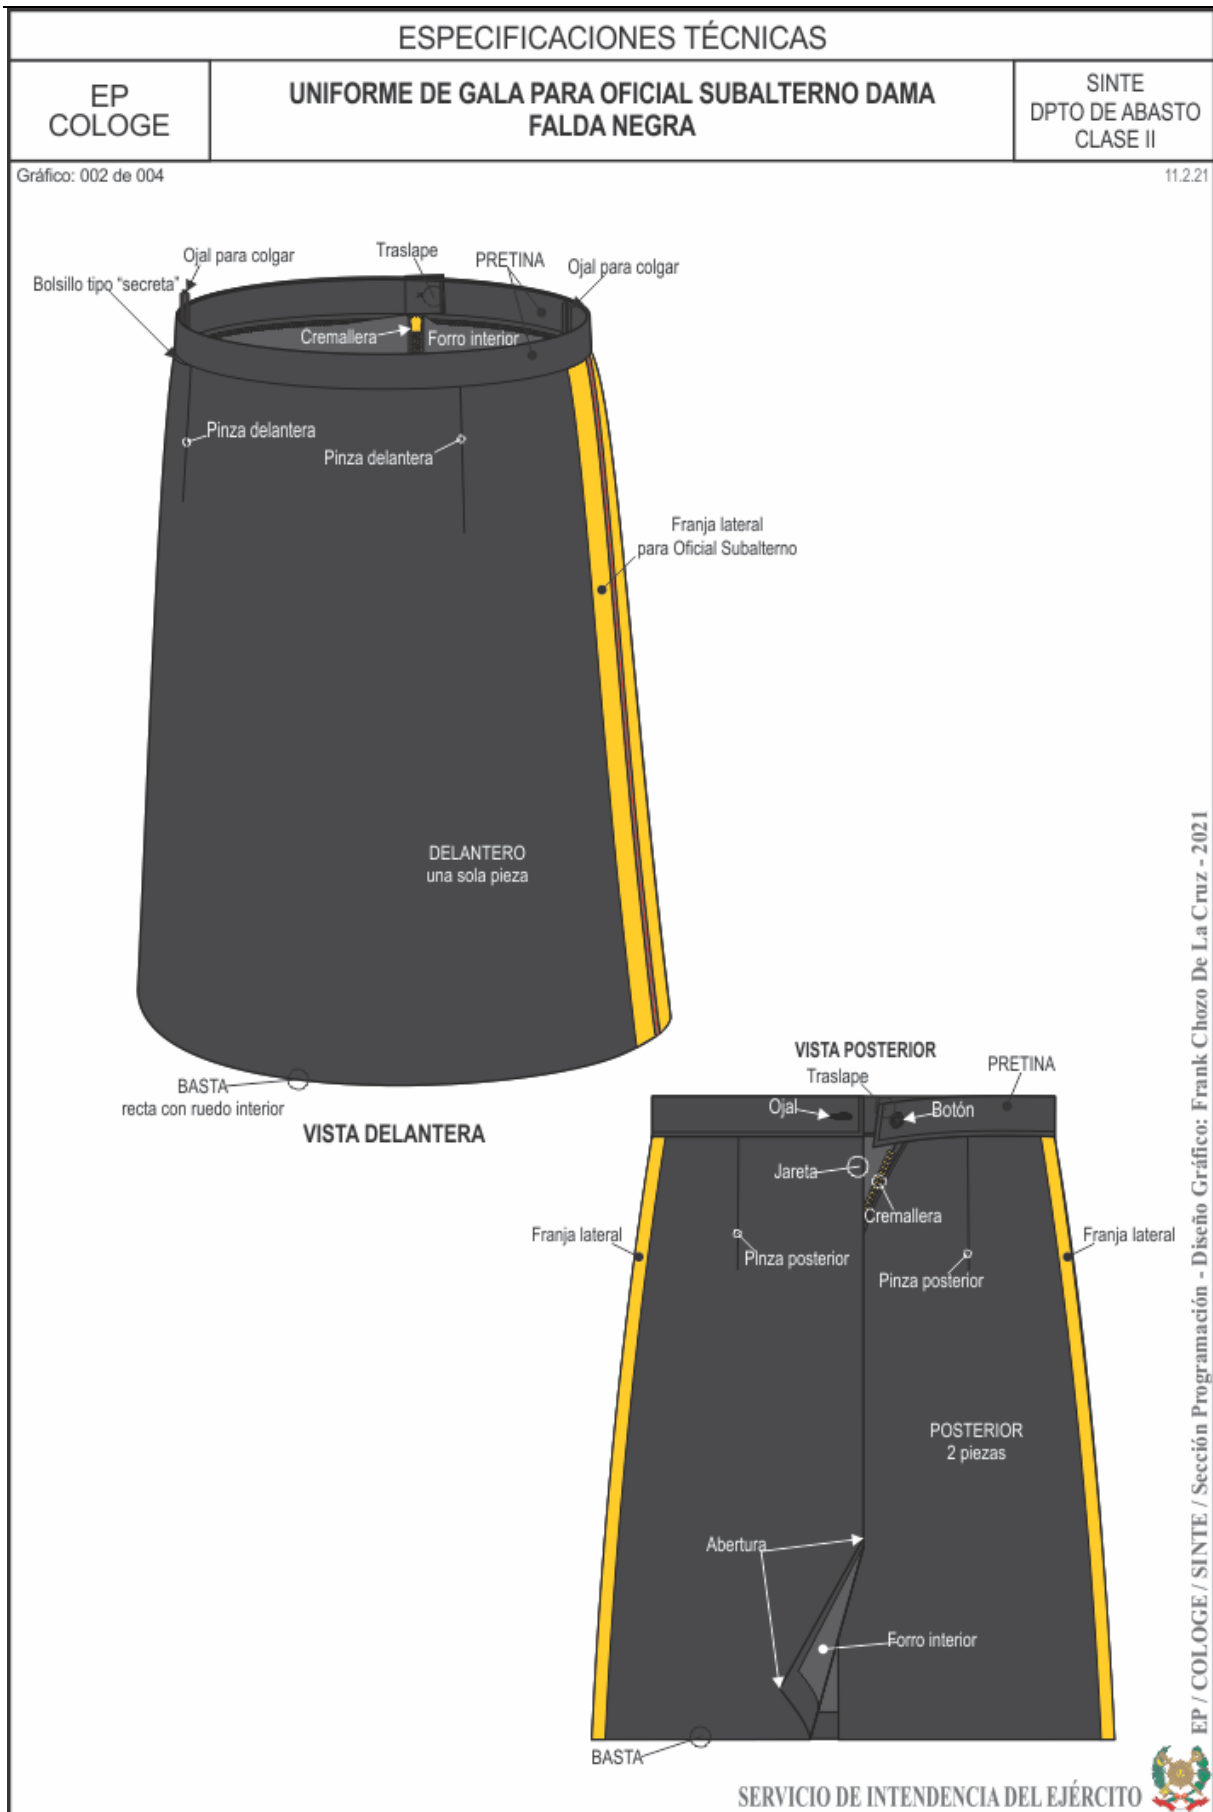 ESPECIFICACIONES TÉCNICAS
EP
COLOGE
UNIFORME DE GALA PARA OFICIAL SUBALTERNO DAMA
FALDA NEGRA
SINTE
DPTO DE ABASTO
CLASE II
Gráfico: 002 de 004
11.2.21
Ojal para colgar
Traslape
PRETINA
Ojal para colgar
Bolsillo tipo “secreta”
Cremallera
Forro interior
Pinza delantera
Pinza delantera
Franja lateral
para Oficial Subalterno
DELANTERO
una sola pieza
BASTA
recta con ruedo interior
VISTA DELANTERA
VISTA POSTERIOR
Traslape
PRETINA
Ojal
Botón
Jareta
Cremallera
Franja lateral
Franja lateral
Pinza posterior
Pinza posterior
POSTERIOR
2 piezas
Abertura
Forro interior
BASTA
EP / COLOGE / SINTE / Sección Programación - Diseño Gráfico: Frank Chozo De La Cruz - 2021
SERVICIO DE INTENDENCIA DEL EJÉRCITO